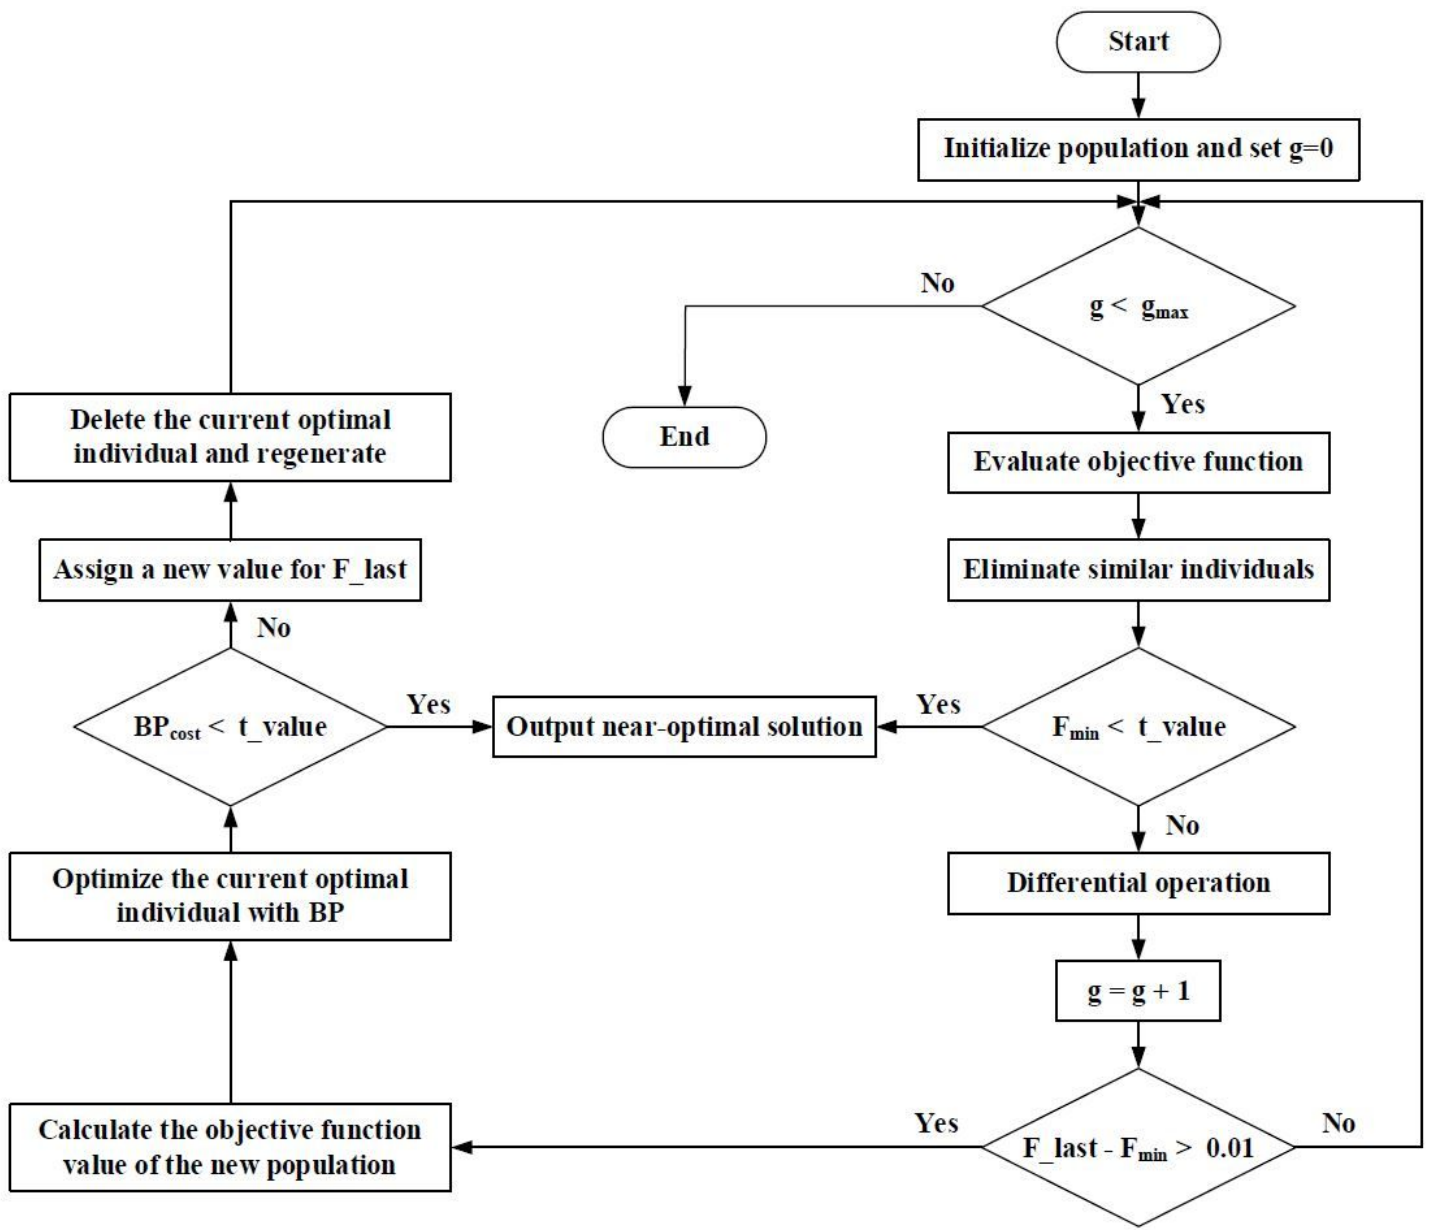 Start
Initialize population and set g=0
No
g < gmax
Yes
End
Delete the current optimal
individual and regenerate
Evaluate objective function
Assign a new value for F_last
Eliminate similar individuals
No
BPcost < t_value
Yes
Output near-optimal solution
Yes
Fmin < t_value
No
Optimize the current optimal
individual with BP
Differential operation
g = g + 1
Calculate the objective function
value of the new population
Yes
F_last - Fmin > 0.01
No